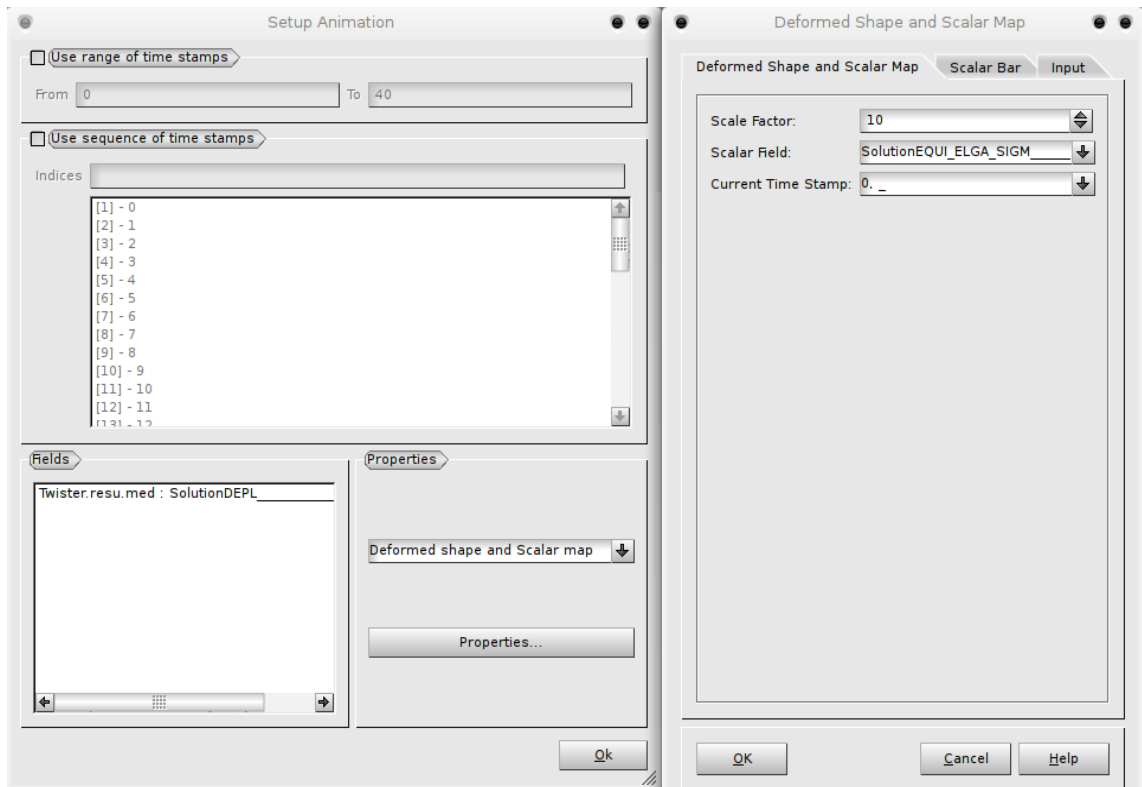 Setup Animation
Use range of time stamps
From 0 To 40
Use sequence of time stamps
Indices
[1] - 0
[2] - 1
[3] - 2
[4] - 3
[5] - 4
[6] - 5
[7] - 6
[8] - 7
[9] - 8
[10] - 9
[11] - 10
[12] - 11
[13] - 12
Fields
Twister.resu.med : SolutionDEPL____________
Properties
Deformed shape and Scalar map
Properties...
Ok
Deformed Shape and Scalar Map
Deformed Shape and Scalar Map Scalar Bar Input
Scale Factor: 10
Scalar Field: SolutionEQUI_ELGA_SIGM______
Current Time Stamp: 0, _
OK Cancel Help